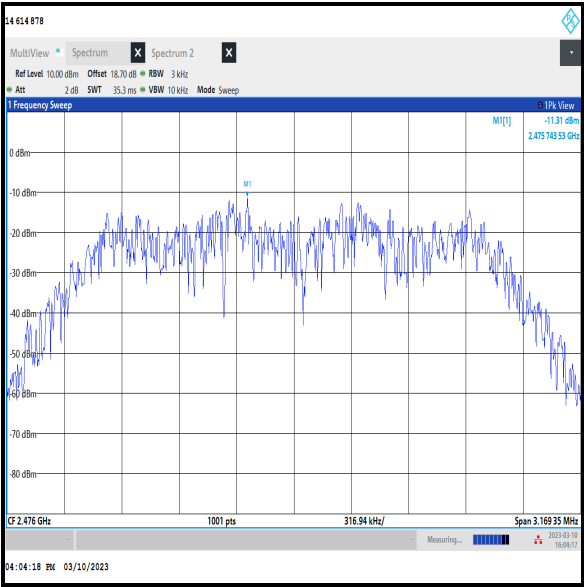 14 614 878
MultiView Spectrum X Spectrum 2 X
Ref Level 10.00 dBm Offset 18.70 dB RBW 3 kHz
Att 2 dB SWT 35.3 ms VBW 10 kHz Mode Sweep
1 Frequency Sweep 1Pk View
M1[1] -11.31 dBm
2.475 743 53 GHz
0 dBm
M1
-10 dBm
-20 dBm
-30 dBm
-40 dBm
-50 dBm
-60 dBm
-70 dBm
-80 dBm
CF 2.476 GHz 1001 pts 316.94 kHz/ Span 3.169 35 MHz
Measuring... 2023-03-10
16:04:17
04:04:18 PM 03/10/2023